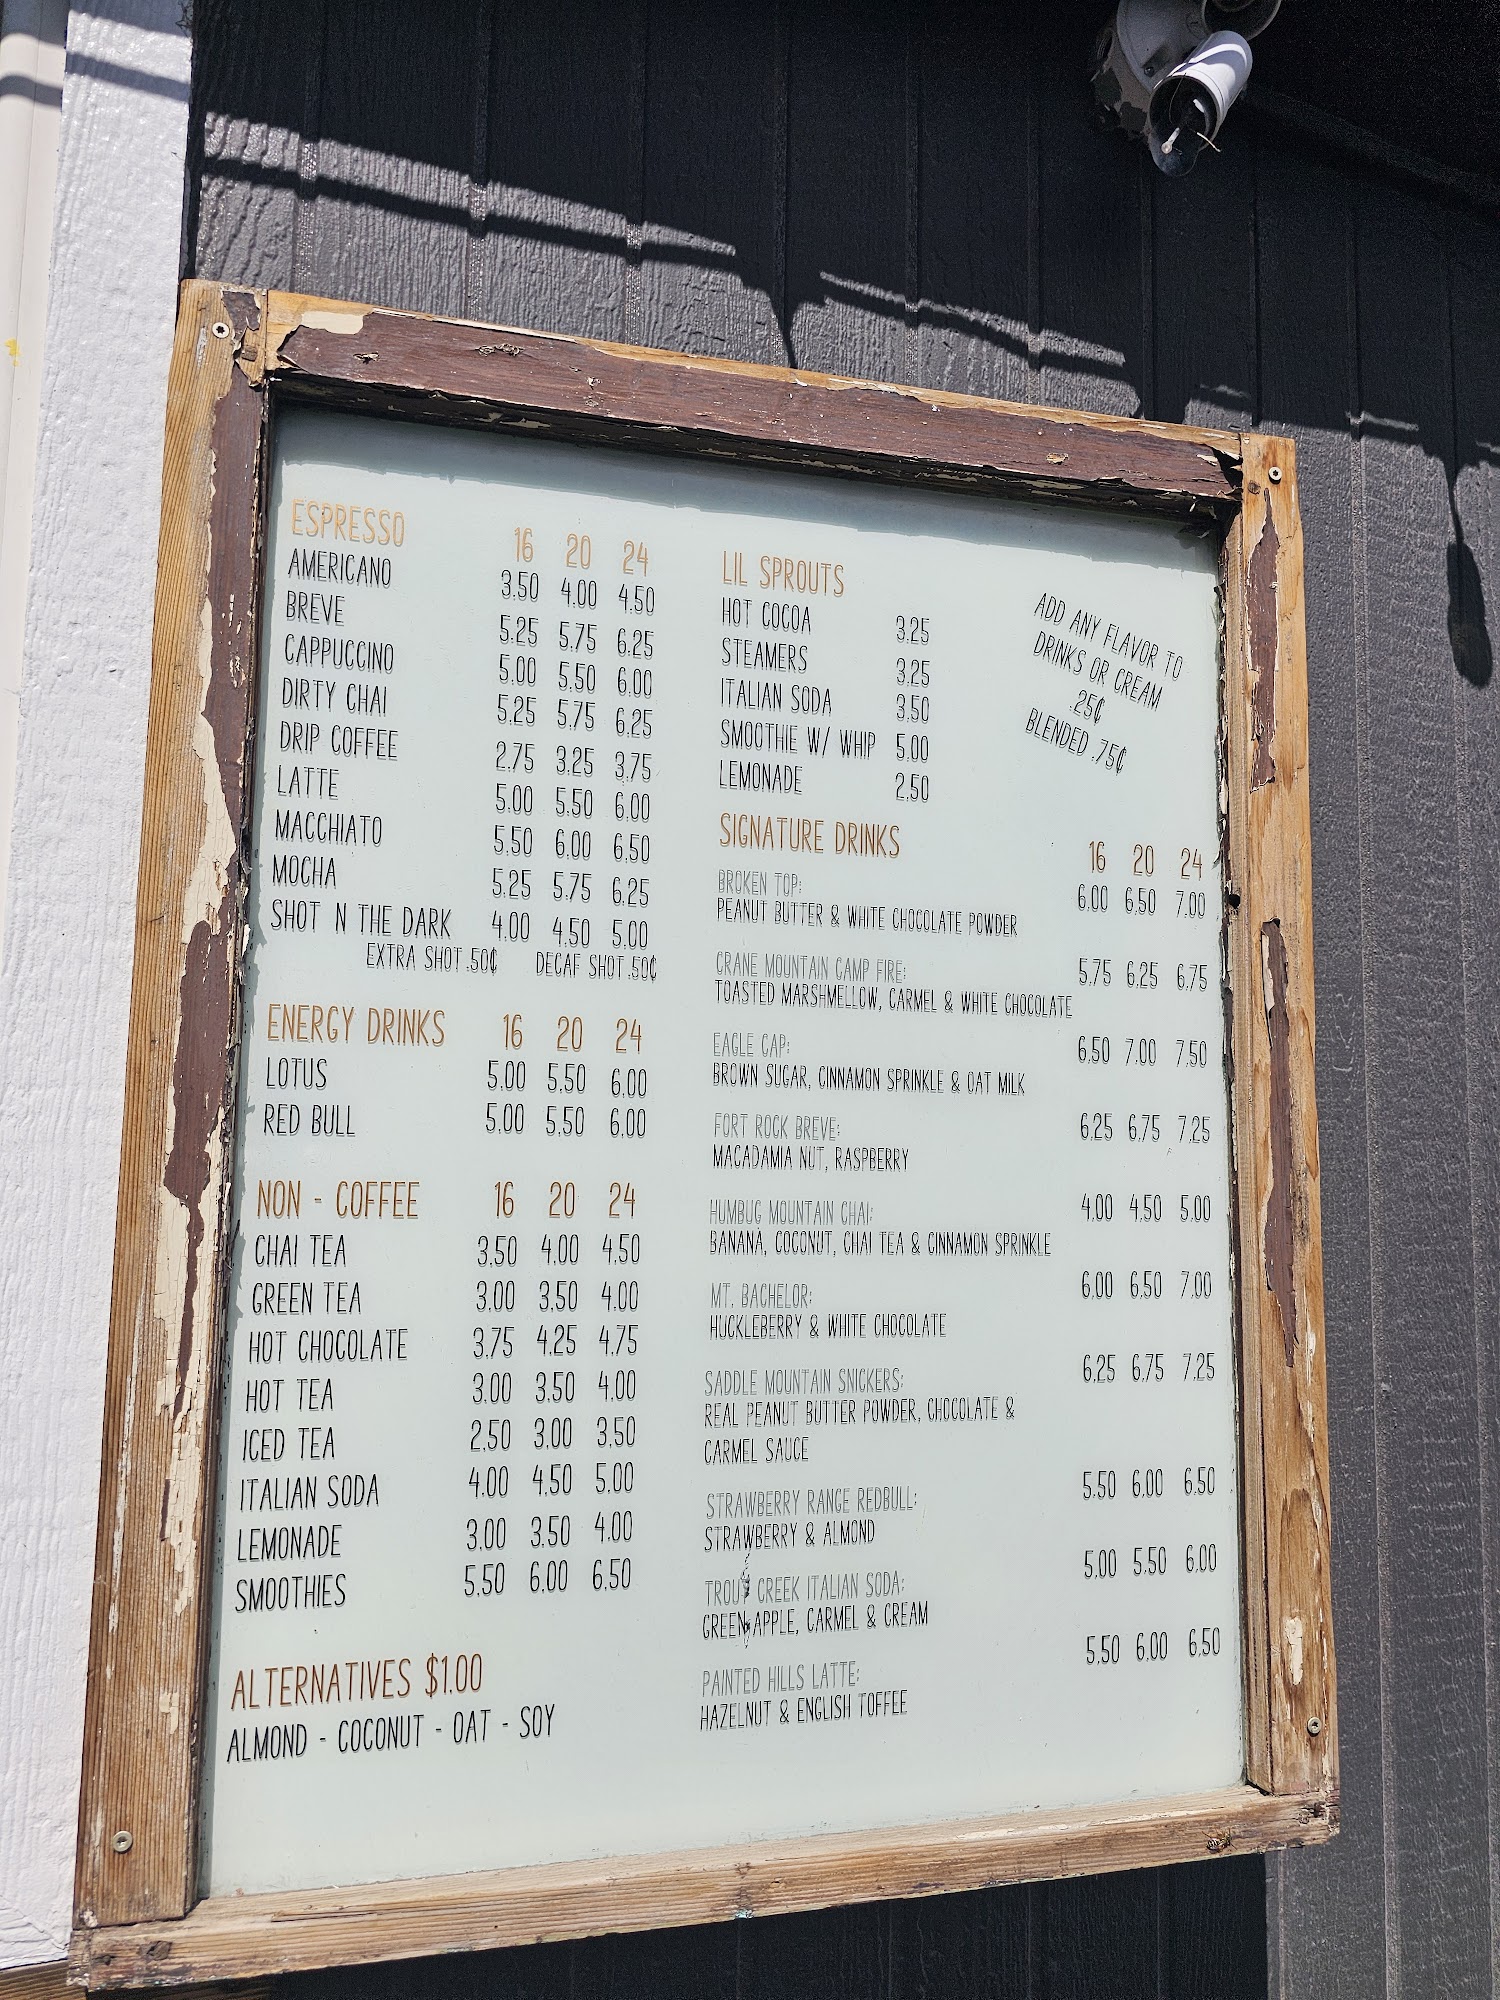 ESPRESSO 16 20 24
AMERICANO 3.50 4.00 4.50
BREVE 5.25 5.75 6.25
CAPPUCCINO 5.00 5.50 6.00
DIRTY CHAI 5.25 5.75 6.25
DRIP COFFEE 2.75 3.25 3.75
LATTE 5.00 5.50 6.00
MACCHIATO 5.50 6.00 6.50
MOCHA 5.25 5.75 6.25
SHOT N THE DARK 4.00 4.50 5.00
EXTRA SHOT .50¢ DECAF SHOT .50¢
ENERGY DRINKS 16 20 24
LOTUS 5.00 5.50 6.00
RED BULL 5.00 5.50 6.00
NON - COFFEE 16 20 24
CHAI TEA 3.50 4.00 4.50
GREEN TEA 3.00 3.50 4.00
HOT CHOCOLATE 3.75 4.25 4.75
HOT TEA 3.00 3.50 4.00
ICED TEA 2.50 3.00 3.50
ITALIAN SODA 4.00 4.50 5.00
LEMONADE 3.00 3.50 4.00
SMOOTHIES 5.50 6.00 6.50
ALTERNATIVES $1.00
ALMOND - COCONUT - OAT - SOY
LIL SPROUTS
HOT COCOA 3.25
STEAMERS 3.25
ITALIAN SODA 3.50
SMOOTHIE W/ WHIP 5.00
LEMONADE 2.50
ADD ANY FLAVOR TO
DRINKS OR CREAM
.25¢
BLENDED .75¢
SIGNATURE DRINKS 16 20 24
BROKEN TOP: 6.00 6.50 7.00
PEANUT BUTTER & WHITE CHOCOLATE POWDER
CRANE MOUNTAIN CAMP FIRE: 5.75 6.25 6.75
TOASTED MARSHMELLOW, CARMEL & WHITE CHOCOLATE
EAGLE CAP: 6.50 7.00 7.50
BROWN SUGAR, CINNAMON SPRINKLE & OAT MILK
FORT ROCK BREVE: 6.25 6.75 7.25
MACADAMIA NUT, RASPBERRY
HUMBUG MOUNTAIN CHAI: 4.00 4.50 5.00
BANANA, COCONUT, CHAI TEA & CINNAMON SPRINKLE
MT. BACHELOR: 6.00 6.50 7.00
HUCKLEBERRY & WHITE CHOCOLATE
SADDLE MOUNTAIN SNICKERS: 6.25 6.75 7.25
REAL PEANUT BUTTER POWDER, CHOCOLATE &
CARMEL SAUCE
STRAWBERRY RANGE REDBULL: 5.50 6.00 6.50
STRAWBERRY & ALMOND
TROUT CREEK ITALIAN SODA: 5.00 5.50 6.00
GREEN APPLE, CARMEL & CREAM
PAINTED HILLS LATTE: 5.50 6.00 6.50
HAZELNUT & ENGLISH TOFFEE